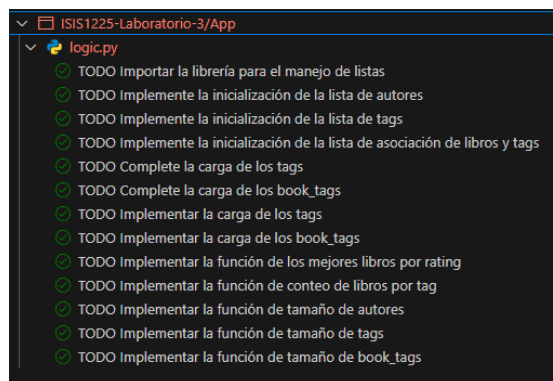 ISIS1225-Laboratorio-3/App
logic.py
TODO Importar la librería para el manejo de listas
TODO Implemente la inicialización de la lista de autores
TODO Implemente la inicialización de la lista de tags
TODO Implemente la inicialización de la lista de asociación de libros y tags
TODO Complete la carga de los tags
TODO Complete la carga de los book_tags
TODO Implementar la carga de los tags
TODO Implementar la carga de los book_tags
TODO Implementar la función de los mejores libros por rating
TODO Implementar la función de conteo de libros por tag
TODO Implementar la función de tamaño de autores
TODO Implementar la función de tamaño de tags
TODO Implementar la función de tamaño de book_tags